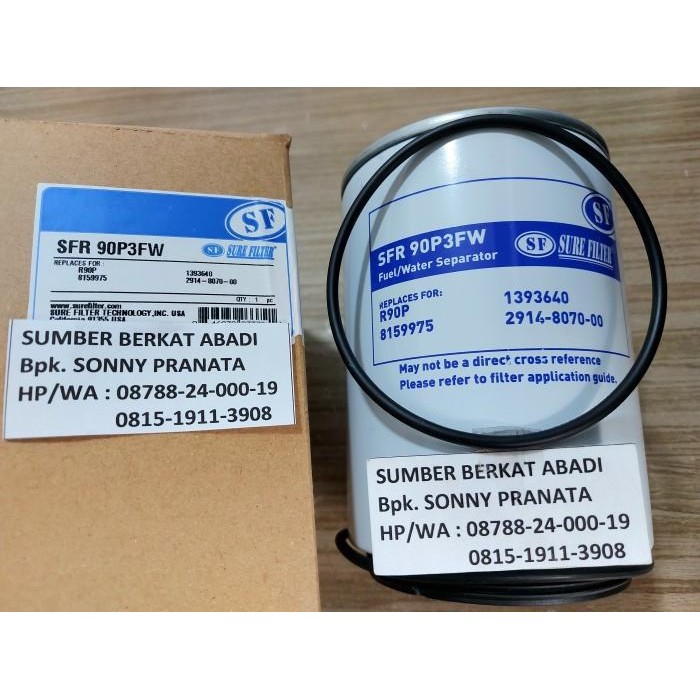 SF
SFR 90P3FW
SF SURE FILTER
REPLACES FOR:
R90P 1393640
8159975 2914-8070-00
QTY: 1 pc
www.surefilter.com
SURE FILTER TECHNOLOGY, INC. USA
SUMBER BERKAT ABADI
Bpk. SONNY PRANATA
HP/WA : 08788-24-000-19
0815-1911-3908
SF
SFR 90P3FW
SF SURE FILTER
Fuel/Water Separator
REPLACES FOR:
R90P 1393640
8159975 2914-8070-00
May not be a direct cross reference
Please refer to filter application guide.
SUMBER BERKAT ABADI
Bpk. SONNY PRANATA
HP/WA : 08788-24-000-19
0815-1911-3908